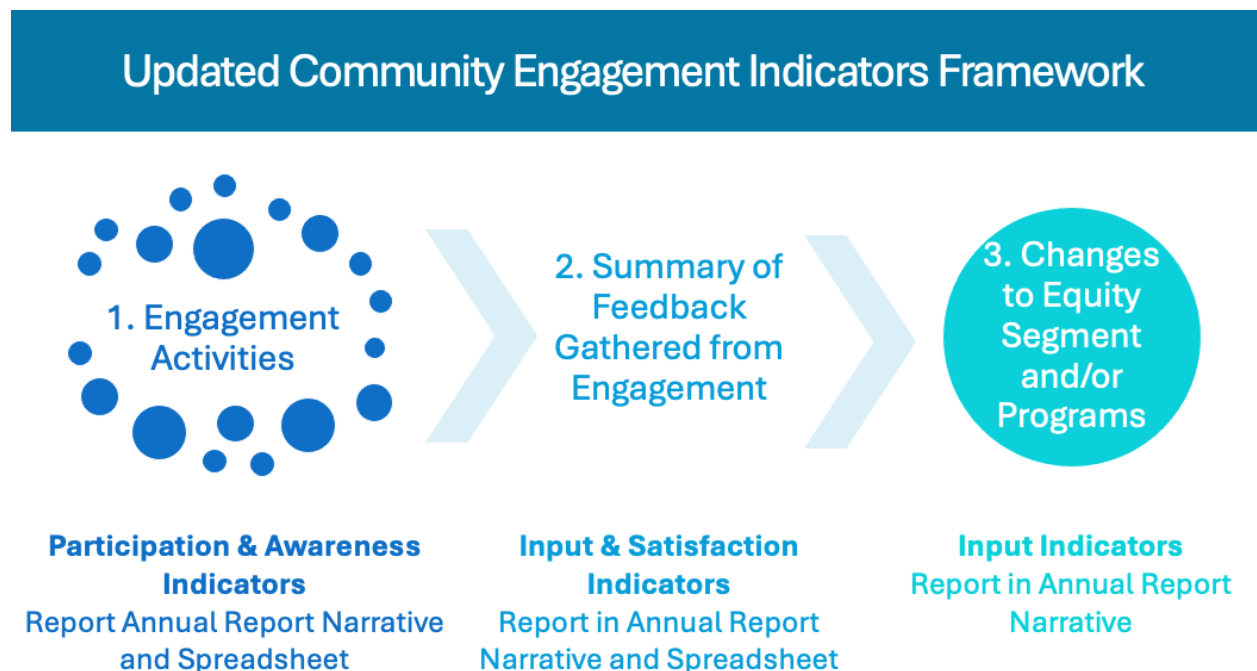 Updated Community Engagement Indicators Framework
1. Engagement
Activities
2. Summary of
Feedback
Gathered from
Engagement
3. Changes
to Equity
Segment
and/or
Programs
Participation & Awareness
Indicators
Report Annual Report Narrative
and Spreadsheet
Input & Satisfaction
Indicators
Report in Annual Report
Narrative and Spreadsheet
Input Indicators
Report in Annual Report
Narrative